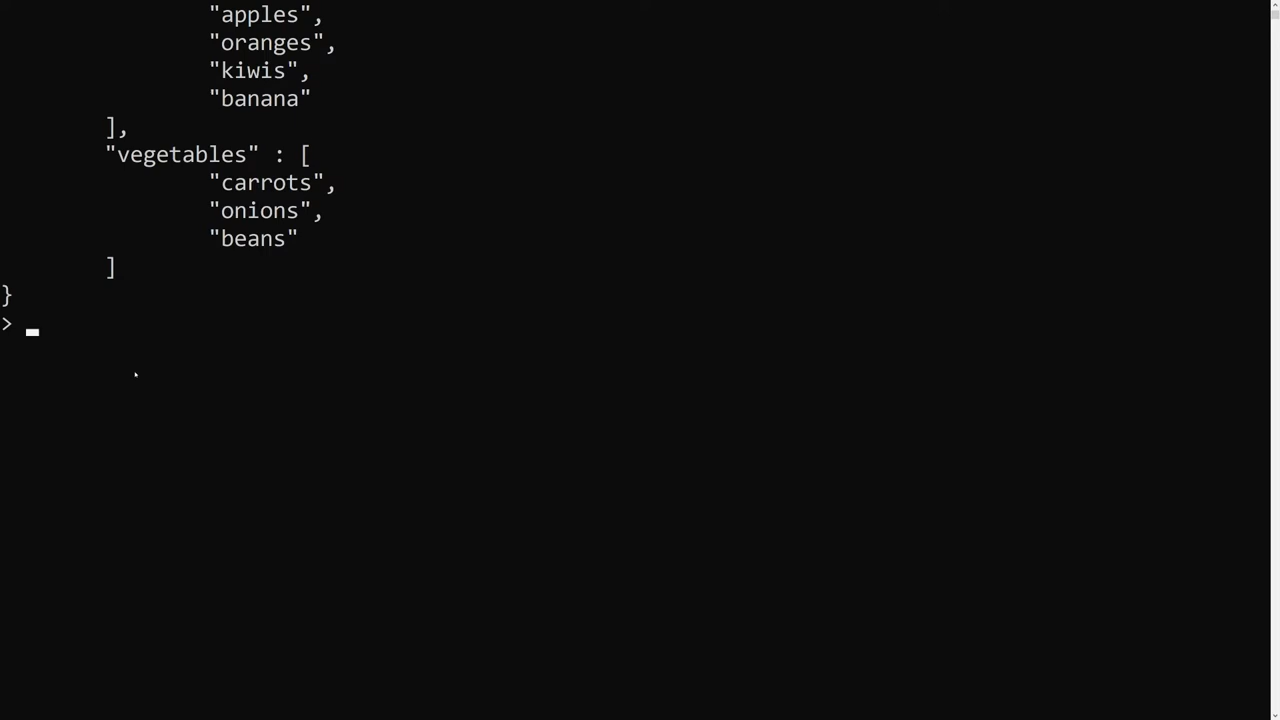 "apples",
"oranges",
"kiwis",
"banana"
],
"vegetables" : [
"carrots",
"onions",
"beans"
]
}
>